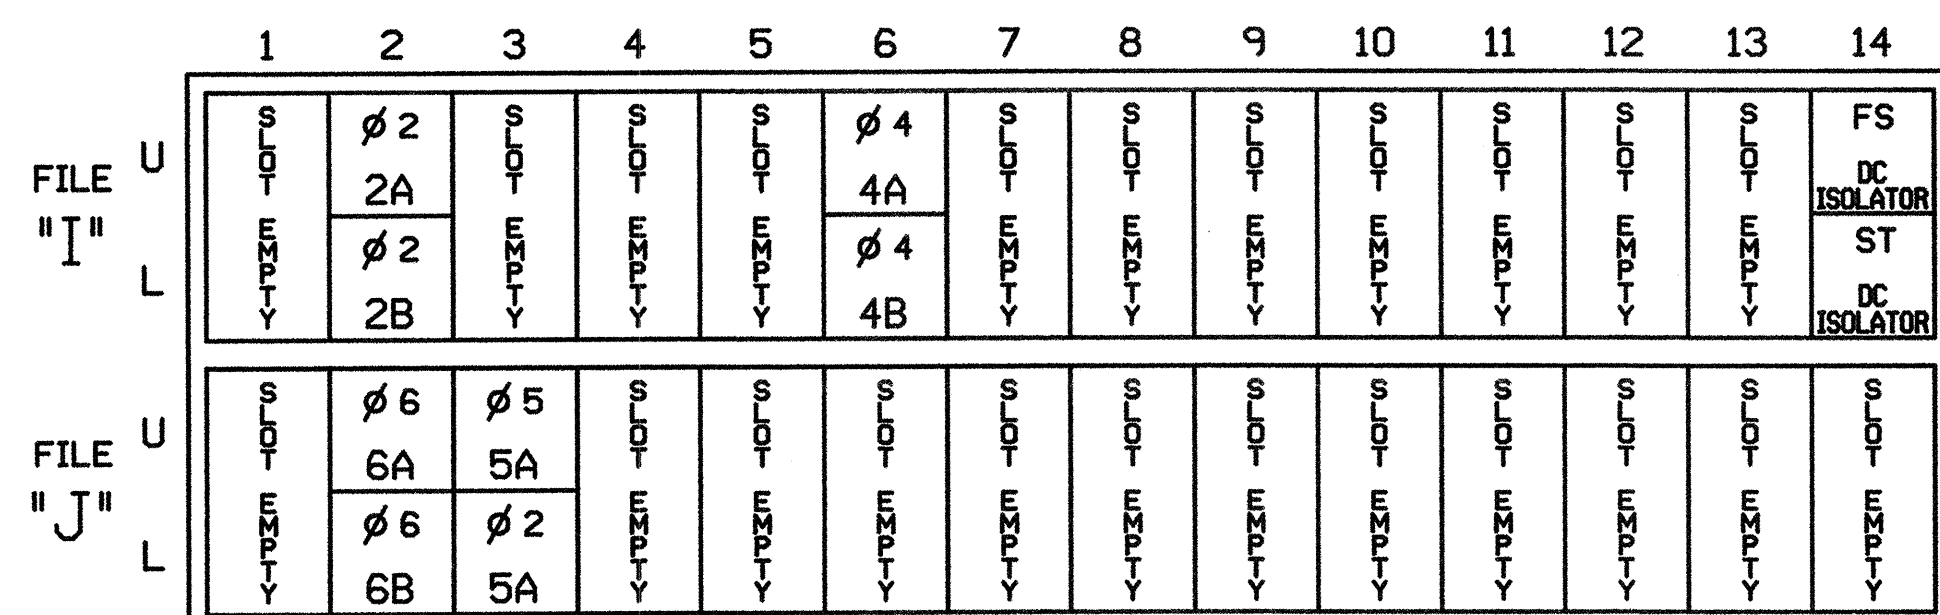 1 2 3 4 5 6 7 8 9 10 11 12 13 14
FILE "I"
U
L
SLOT EMPTY
Ø 2
2A
Ø 2
2B
SLOT EMPTY
SLOT EMPTY
SLOT EMPTY
Ø 4
4A
Ø 4
4B
SLOT EMPTY
SLOT EMPTY
SLOT EMPTY
SLOT EMPTY
SLOT EMPTY
SLOT EMPTY
SLOT EMPTY
FS
DC
ISOLATOR
ST
DC
ISOLATOR
FILE "J"
U
L
SLOT EMPTY
Ø 6
6A
Ø 6
6B
Ø 5
5A
Ø 2
5A
SLOT EMPTY
SLOT EMPTY
SLOT EMPTY
SLOT EMPTY
SLOT EMPTY
SLOT EMPTY
SLOT EMPTY
SLOT EMPTY
SLOT EMPTY
SLOT EMPTY
SLOT EMPTY